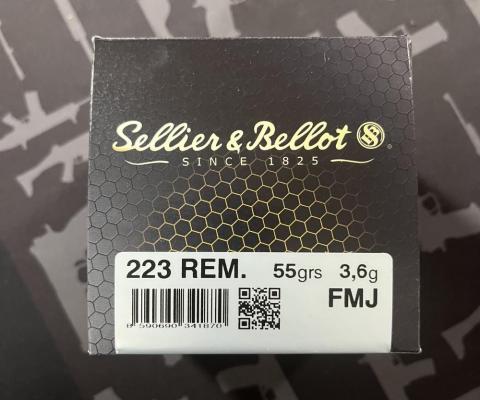 Sellier & Bellot
SINCE 1825
223 REM. 55grs 3,6g
FMJ
8 590690 341870